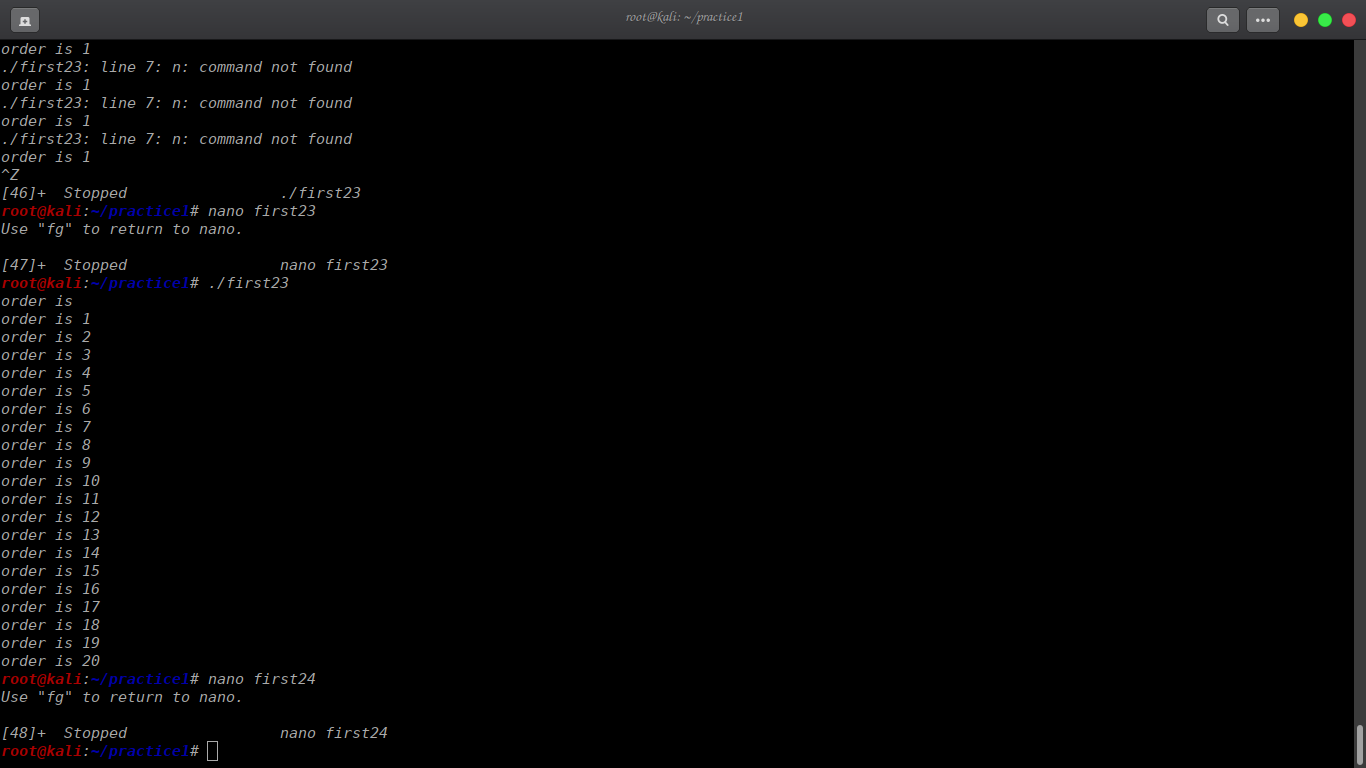 root@kali: ~/practice1
order is 1
./first23: line 7: n: command not found
order is 1
./first23: line 7: n: command not found
order is 1
./first23: line 7: n: command not found
order is 1
^Z
[46]+  Stopped                 ./first23
root@kali:~/practice1# nano first23
Use "fg" to return to nano.

[47]+  Stopped                 nano first23
root@kali:~/practice1# ./first23
order is
order is 1
order is 2
order is 3
order is 4
order is 5
order is 6
order is 7
order is 8
order is 9
order is 10
order is 11
order is 12
order is 13
order is 14
order is 15
order is 16
order is 17
order is 18
order is 19
order is 20
root@kali:~/practice1# nano first24
Use "fg" to return to nano.

[48]+  Stopped                 nano first24
root@kali:~/practice1#